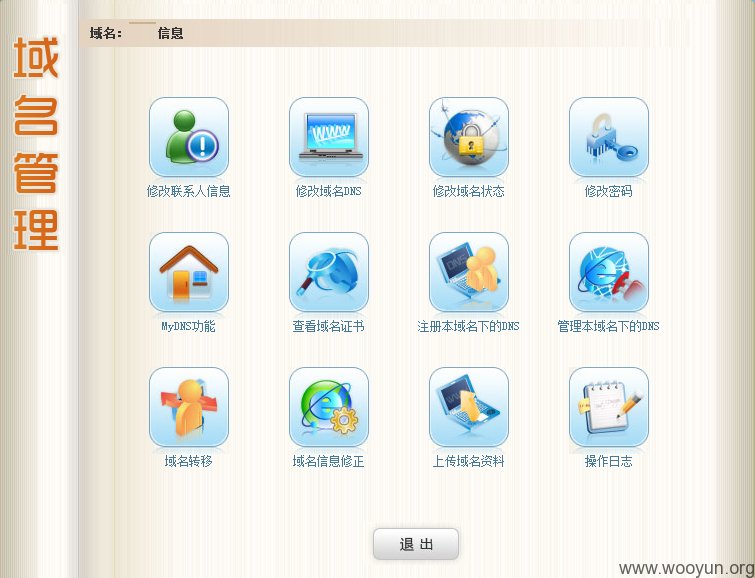 域名管理
域名： 信息
修改联系人信息
修改域名DNS
修改域名状态
修改密码
MyDNS功能
查看域名证书
注册本域名下的DNS
管理本域名下的DNS
域名转移
域名信息修正
上传域名资料
操作日志
退 出
www.wooyun.org